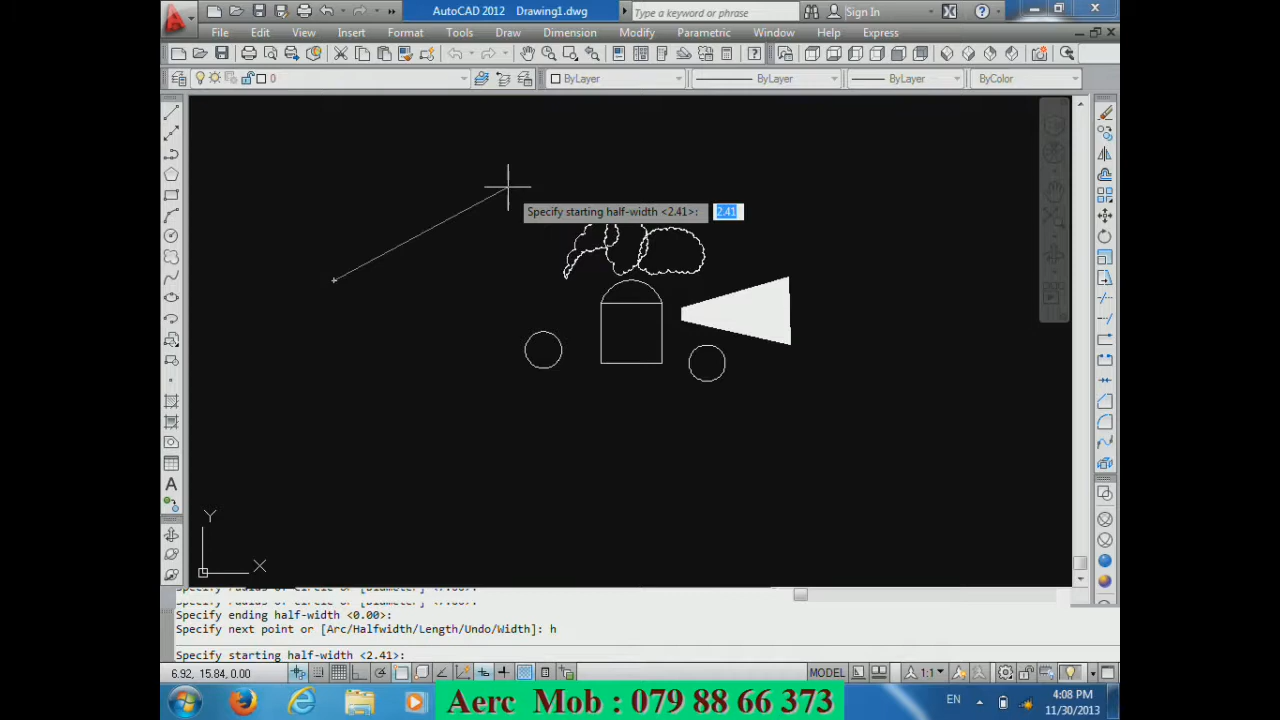 AutoCAD 2012 Drawing1.dwg
Type a keyword or phrase
Sign In
File Edit View Insert Format Tools Draw Dimension Modify Parametric Window Help Express
0
ByLayer
ByLayer
ByLayer
ByColor
Specify starting half-width <2.41>: 2.41
Y
X
Specify ending half-width <0.00>:
Specify next point or [Arc/Halfwidth/Length/Undo/Width]: h
Specify starting half-width <2.41>:
6.92, 15.84, 0.00
MODEL
1:1
Aerc Mob : 079 88 66 373
EN
4:08 PM
11/30/2013